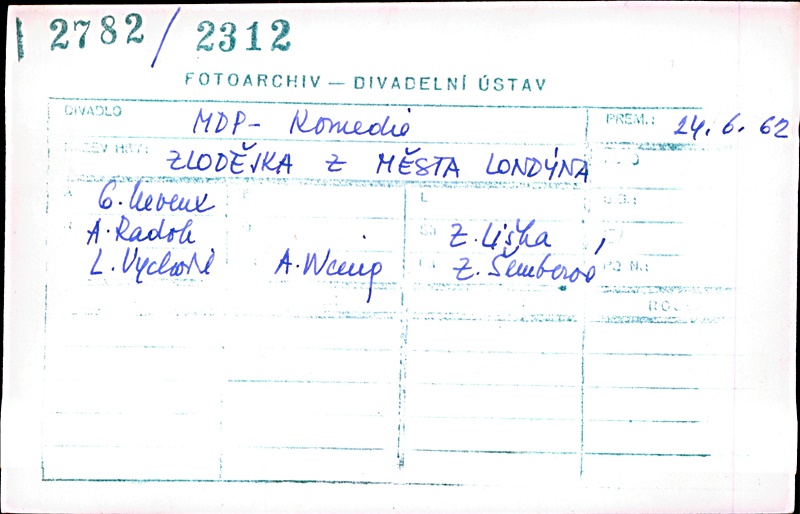 2782 / 2312
FOTOARCHIV — DIVADELNÍ ÚSTAV
DIVADLO MDP - Komedie PREM.: 24. 6. 62
ZLODĚJKA Z MĚSTA LONDÝNA
G. Neveux
A. Radok Z. Liška
L. Vychodil A. Wenig Z. Šemberová